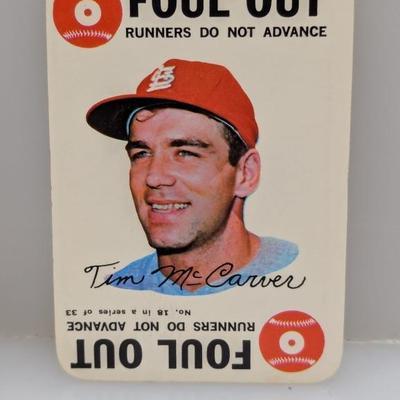 FOUL OUT
RUNNERS DO NOT ADVANCE
StL
Tim McCarver
No. 18 in a series of 33
RUNNERS DO NOT ADVANCE
FOUL OUT